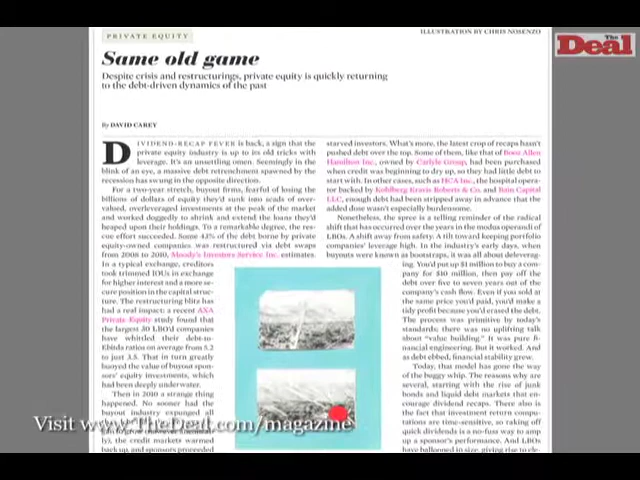 PRIVATE EQUITY
ILLUSTRATION BY CHRIS NOSENZO
The Deal
Same old game
Despite crisis and restructurings, private equity is quickly returning
to the debt-driven dynamics of the past
By DAVID CAREY
DIVIDEND-RECAP FEVER is back, a sign that the
private equity industry is up to its old tricks with
leverage. It's an unsettling omen. Seemingly in the
blink of an eye, a massive debt retrenchment spawned by the
recession has swung in the opposite direction.
For a two-year stretch, buyout firms, fearful of losing the
billions of dollars of equity they'd sunk into scads of over-
valued, overleveraged investments at the peak of the market
and worked doggedly to shrink and extend the loans they'd
heaped upon their holdings. To a remarkable degree, the res-
cue effort succeeded. Some 42% of the debt borne by private
equity-owned companies was restructured via debt swaps
from 2008 to 2010, Moody's Investors Service Inc. estimates.
In a typical exchange, creditors
took trimmed IOUs in exchange
for higher interest and a more se-
cure position in the capital struc-
ture. The restructuring blitz has
had a real impact: a recent AXA
Private Equity study found that
the largest 30 LBO'd companies
have whittled their debt-to-
Ebitda ratios on average from 5.2
to just 3.5. That in turn greatly
buoyed the value of buyout spon-
sors' equity investments, which
had been deeply underwater.
Then in 2010 a strange thing
happened. No sooner had the
buyout industry expunged all
ly), the credit markets warmed
back up, and sponsors proceeded
starved investors. What's more, the latest crop of recaps hasn't
pushed debt over the top. Some of them, like that of Booz Allen
Hamilton Inc., owned by Carlyle Group, had been purchased
when credit was beginning to dry up, so they had little debt to
start with. In other cases, such as HCA Inc., the hospital opera-
tor backed by Kohlberg Kravis Roberts & Co. and Bain Capital
LLC, enough debt had been stripped away in advance that the
added dose wasn't especially burdensome.
Nonetheless, the spree is a telling reminder of the radical
shift that has occurred over the years in the modus operandi of
LBOs: A shift away from safety. A tilt toward keeping portfolio
companies' leverage high. In the industry's early days, when
buyouts were known as bootstraps, it was all about deleverag-
ing. You'd put up $1 million to buy a com-
pany for $10 million, then pay off the
debt over five to seven years out of the
company's cash flow. Even if you sold at
the same price you'd paid, you'd make a
tidy profit because you'd erased the debt.
The process was primitive by today's
standards; there was no uplifting talk
about "value building." It was pure fi-
nancial engineering. But it worked. And
as debt ebbed, financial stability grew.
Today, that model has gone the way
of the buggy whip. The reasons why are
several, starting with the rise of junk
bonds and liquid debt markets that en-
courage dividend recaps. There also is
the fact that investment return compu-
tations are time-sensitive, so taking off
quick dividends is a no-fuss way to amp
up a sponsor's performance. And LBOs
have ballooned in size, giving rise to cle-
Visit www.TheDeal.com/magazine